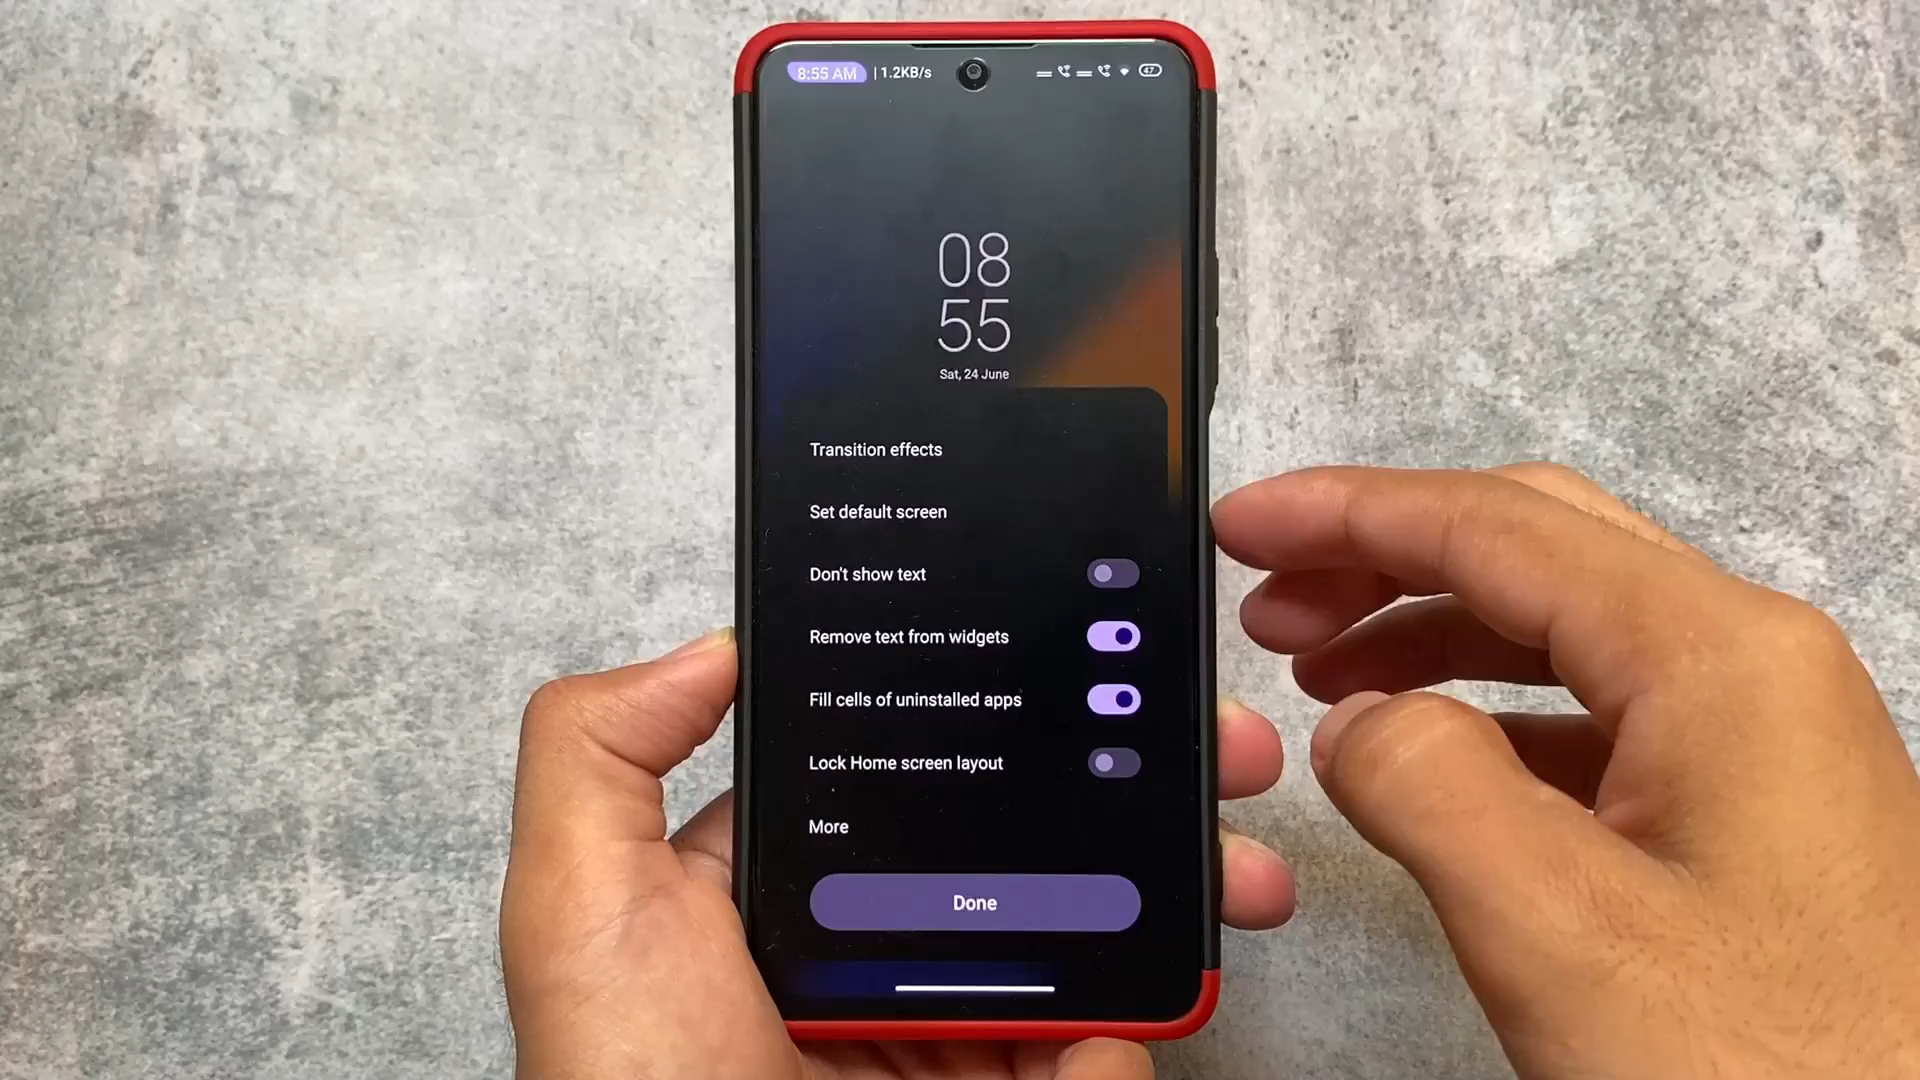 8:55 AM | 1.2KB/s 47
08
55
Sat, 24 June
Transition effects
Set default screen
Don't show text
Remove text from widgets
Fill cells of uninstalled apps
Lock Home screen layout
More
Done